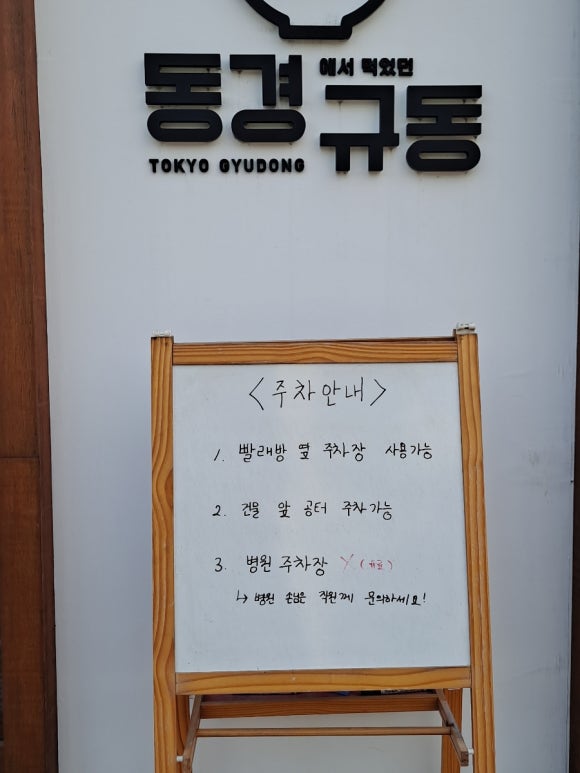 동경에서 먹었던
규동
TOKYO GYUDONG
<주차안내>
1. 빨래방 옆 주차장 사용가능
2. 건물 앞 공터 주차가능
3. 병원 주차장 X (유료)
↳ 병원 손님은 직원께 문의하세요!